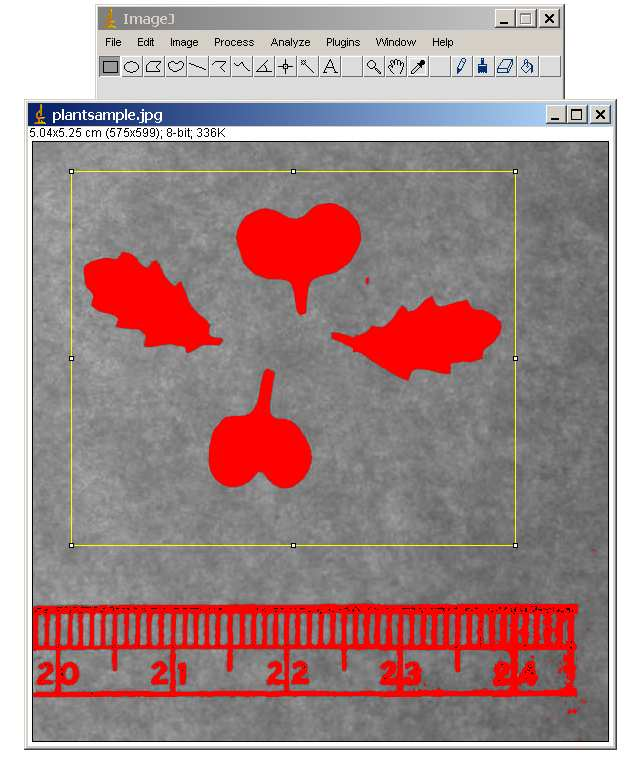 ImageJ
File Edit Image Process Analyze Plugins Window Help
A
plantsample.jpg
5.04x5.25 cm (575x599); 8-bit; 336K
20 21 22 23 24